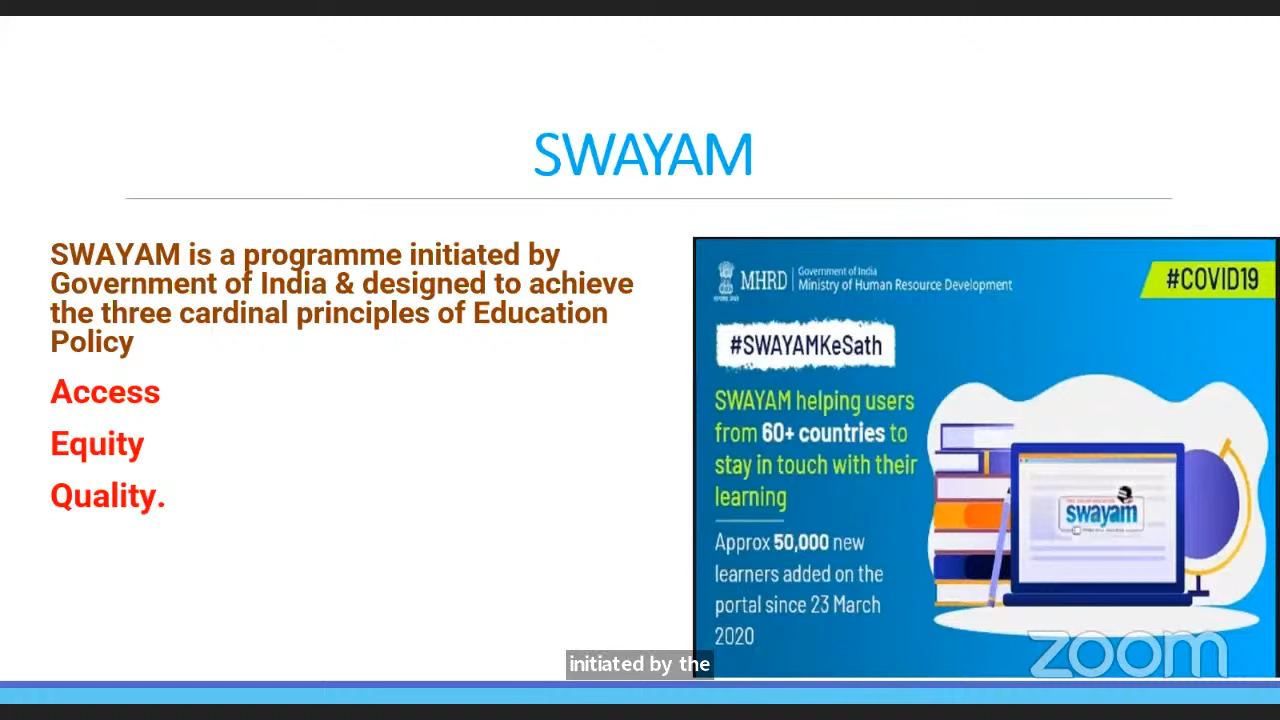 SWAYAM
SWAYAM is a programme initiated by
Government of India & designed to achieve
the three cardinal principles of Education
Policy
Access
Equity
Quality.
MHRD
Government of India
Ministry of Human Resource Development
#COVID19
#SWAYAMKeSath
SWAYAM helping users
from 60+ countries to
stay in touch with their
learning
Approx 50,000 new
learners added on the
portal since 23 March
2020
swayam
zoom
initiated by the